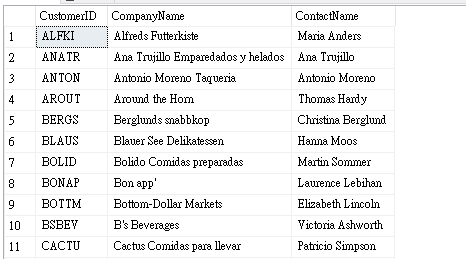 CustomerID CompanyName ContactName
1 ALFKI Alfreds Futterkiste Maria Anders
2 ANATR Ana Trujillo Emparedados y helados Ana Trujillo
3 ANTON Antonio Moreno Taqueria Antonio Moreno
4 AROUT Around the Horn Thomas Hardy
5 BERGS Berglunds snabbkop Christina Berglund
6 BLAUS Blauer See Delikatessen Hanna Moos
7 BOLID Bolido Comidas preparadas Martin Sommer
8 BONAP Bon app' Laurence Lebihan
9 BOTTM Bottom-Dollar Markets Elizabeth Lincoln
10 BSBEV B's Beverages Victoria Ashworth
11 CACTU Cactus Comidas para llevar Patricio Simpson